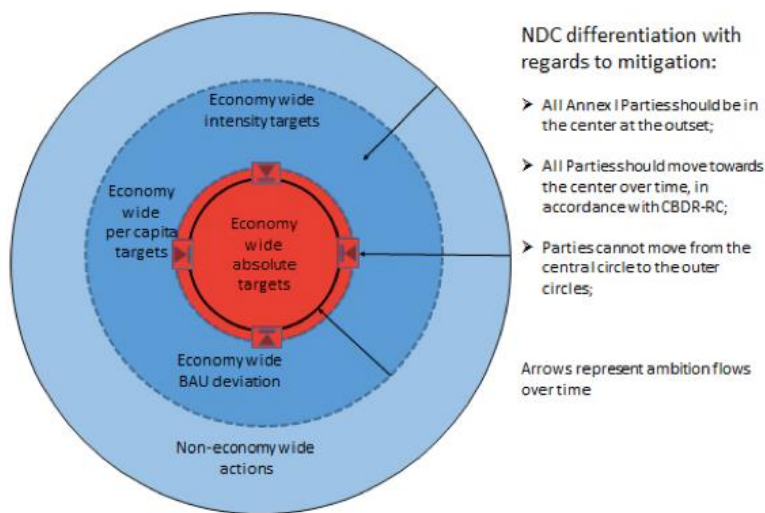 Economy wide
intensity targets
Economy
wide
per capita
targets
Economy
wide
absolute
targets
Economy wide
BAU deviation
Non-economy wide
actions
NDC differentiation with
regards to mitigation:
➤ All Annex I Parties should be in
the center at the outset;
➤ All Parties should move towards
the center over time, in
accordance with CBDR-RC;
➤ Parties cannot move from the
central circle to the outer
circles;
Arrows represent ambition flows
over time